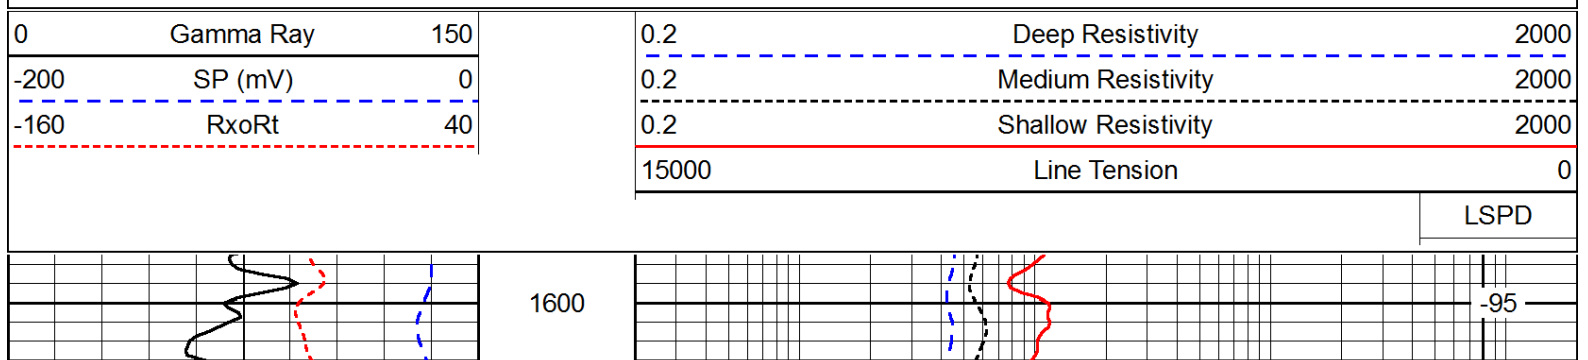 0 Gamma Ray 150
0.2 Deep Resistivity 2000
-200 SP (mV) 0
0.2 Medium Resistivity 2000
-160 RxoRt 40
0.2 Shallow Resistivity 2000
15000 Line Tension 0
LSPD
1600
-95